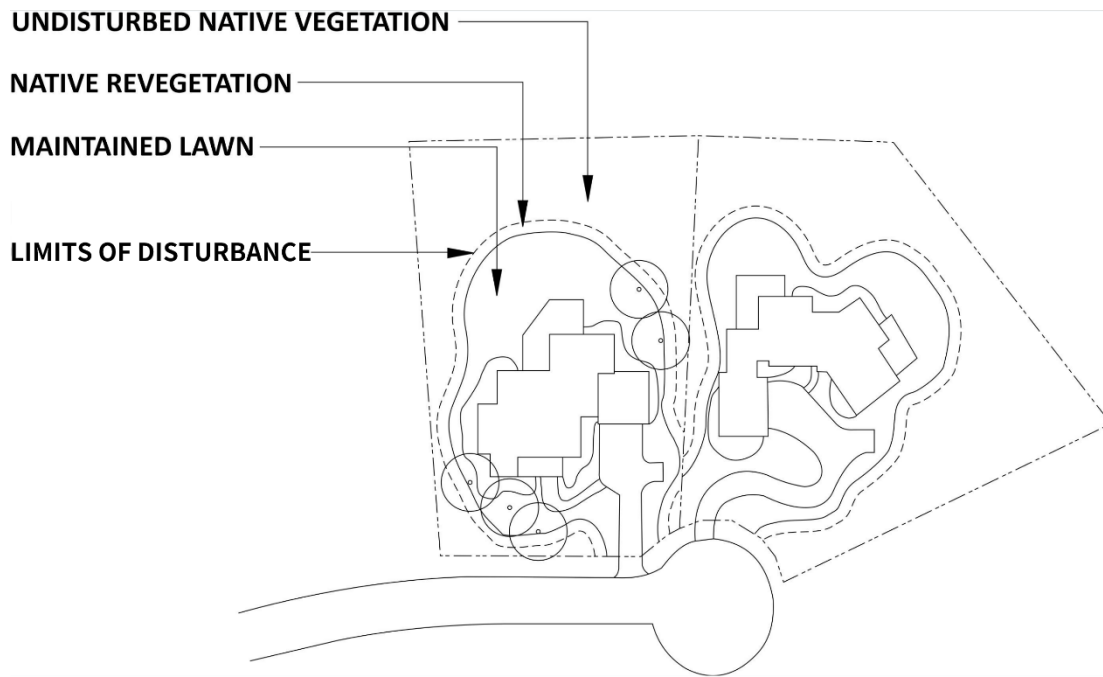 UNDISTURBED NATIVE VEGETATION
NATIVE REVEGETATION
MAINTAINED LAWN
LIMITS OF DISTURBANCE